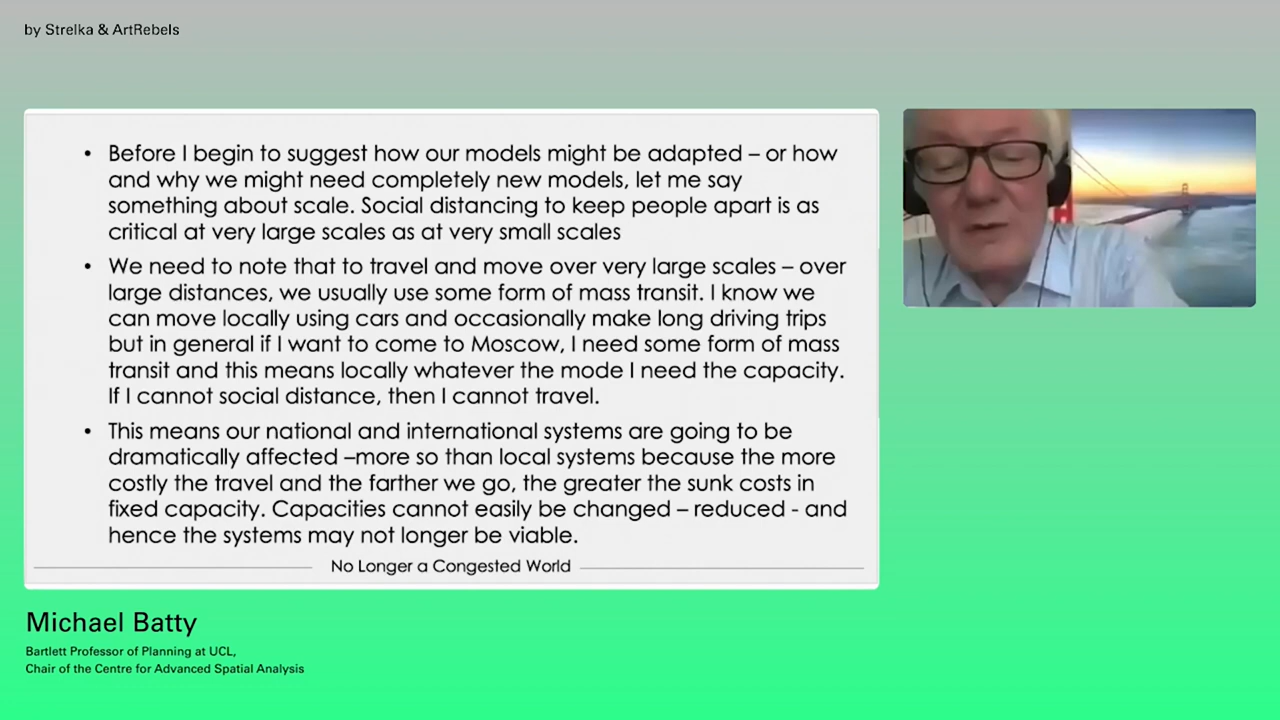 by Strelka & ArtRebels
• Before I begin to suggest how our models might be adapted – or how
and why we might need completely new models, let me say
something about scale. Social distancing to keep people apart is as
critical at very large scales as at very small scales
• We need to note that to travel and move over very large scales – over
large distances, we usually use some form of mass transit. I know we
can move locally using cars and occasionally make long driving trips
but in general if I want to come to Moscow, I need some form of mass
transit and this means locally whatever the mode I need the capacity.
If I cannot social distance, then I cannot travel.
• This means our national and international systems are going to be
dramatically affected –more so than local systems because the more
costly the travel and the farther we go, the greater the sunk costs in
fixed capacity. Capacities cannot easily be changed – reduced - and
hence the systems may not longer be viable.
No Longer a Congested World
Michael Batty
Bartlett Professor of Planning at UCL,
Chair of the Centre for Advanced Spatial Analysis